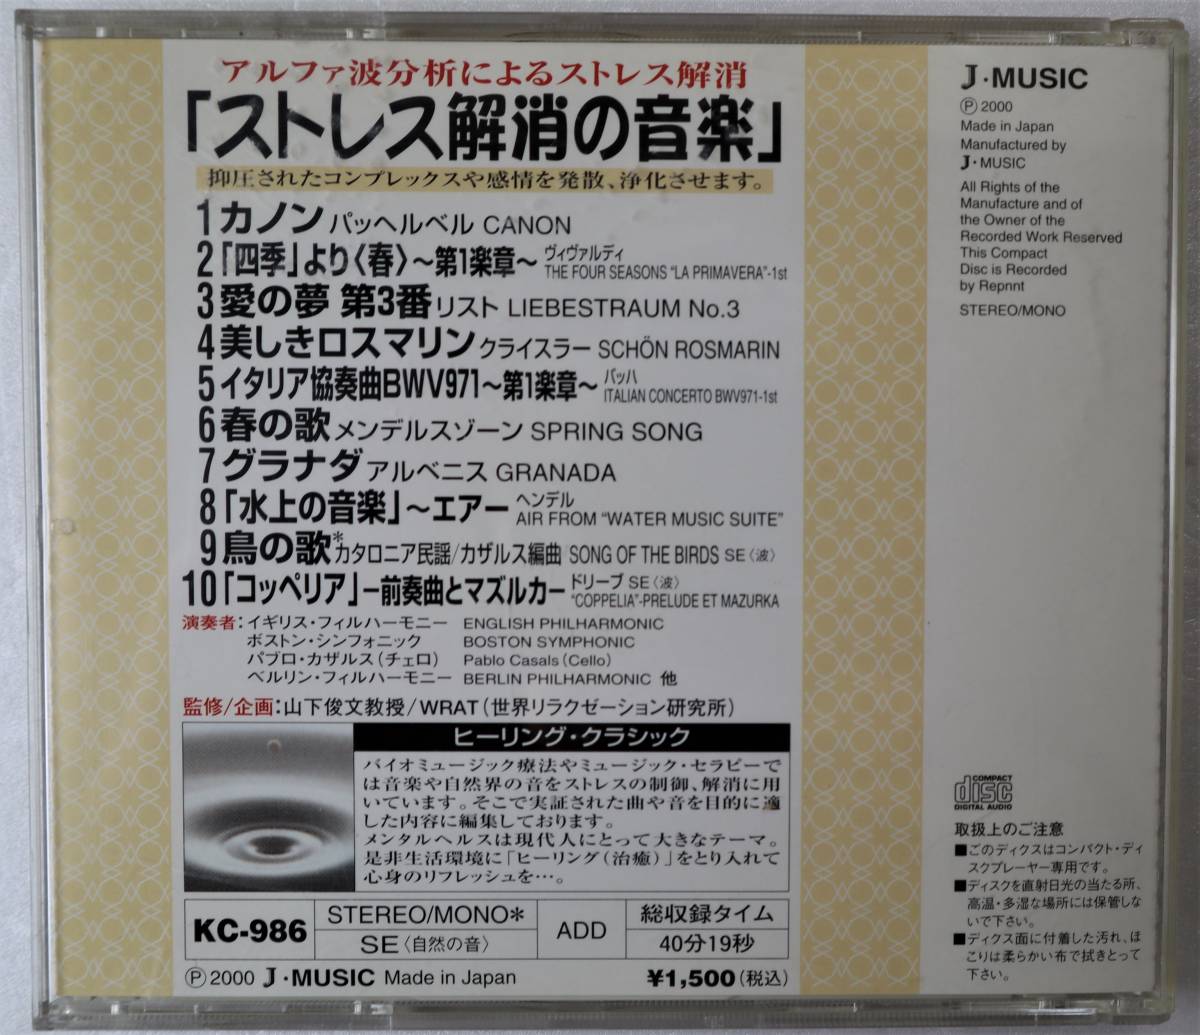 アルファ波分析によるストレス解消
「ストレス解消の音楽」
抑圧されたコンプレックスや感情を発散、浄化させます。
1 カノン パッヘルベル CANON
2 「四季」より〈春〉～第1楽章～ ヴィヴァルディ THE FOUR SEASONS "LA PRIMAVERA"-1st
3 愛の夢 第3番 リスト LIEBESTRAUM No.3
4 美しきロスマリン クライスラー SCHÖN ROSMARIN
5 イタリア協奏曲BWV971～第1楽章～ バッハ ITALIAN CONCERTO BWV971-1st
6 春の歌 メンデルスゾーン SPRING SONG
7 グラナダ アルベニス GRANADA
8 「水上の音楽」～エアー ヘンデル AIR FROM "WATER MUSIC SUITE"
9 鳥の歌* カタロニア民謡/カザルス編曲 SONG OF THE BIRDS SE〈波〉
10 「コッペリア」－前奏曲とマズルカー ドリーブ SE〈波〉 "COPPELIA"-PRELUDE ET MAZURKA
演奏者：イギリス・フィルハーモニー ENGLISH PHILHARMONIC
ボストン・シンフォニック BOSTON SYMPHONIC
パブロ・カザルス（チェロ） Pablo Casals (Cello)
ベルリン・フィルハーモニー BERLIN PHILHARMONIC 他
監修/企画：山下俊文教授/WRAT（世界リラクゼーション研究所）
ヒーリング・クラシック
バイオミュージック療法やミュージック・セラピーで
は音楽や自然界の音をストレスの制御、解消に用
いています。そこで実証された曲や音を目的に適
した内容に編集しております。
メンタルヘルスは現代人にとって大きなテーマ。
是非生活環境に「ヒーリング（治癒）」をとり入れて
心身のリフレッシュを…。
KC-986
STEREO/MONO*
SE〈自然の音〉
ADD
総収録タイム
40分19秒
Ⓟ2000 J・MUSIC Made in Japan
¥1,500（税込）
J・MUSIC
Ⓟ2000
Made in Japan
Manufactured by
J・MUSIC
All Rights of the
Manufacture and of
the Owner of the
Recorded Work Reserved
This Compact
Disc is Recorded
by Repnnt
STEREO/MONO
COMPACT
disc
DIGITAL AUDIO
取扱上のご注意
■このディクスはコンパクト・ディ
スクプレーヤー専用です。
■ディスクを直射日光の当たる所、
高温・多湿な場所には保管しな
いで下さい。
■ディクス面に付着した汚れ、ほ
こりは柔らかい布で拭きとって
下さい。